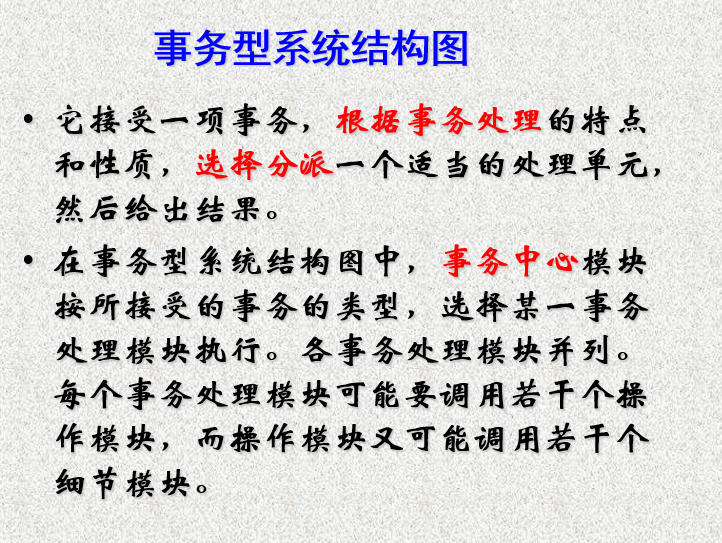 事务型系统结构图
• 它接受一项事务，根据事务处理的特点
和性质，选择分派一个适当的处理单元，
然后给出结果。
• 在事务型系统结构图中，事务中心模块
按所接受的事务的类型，选择某一事务
处理模块执行。各事务处理模块并列。
每个事务处理模块可能要调用若干个操
作模块，而操作模块又可能调用若干个
细节模块。